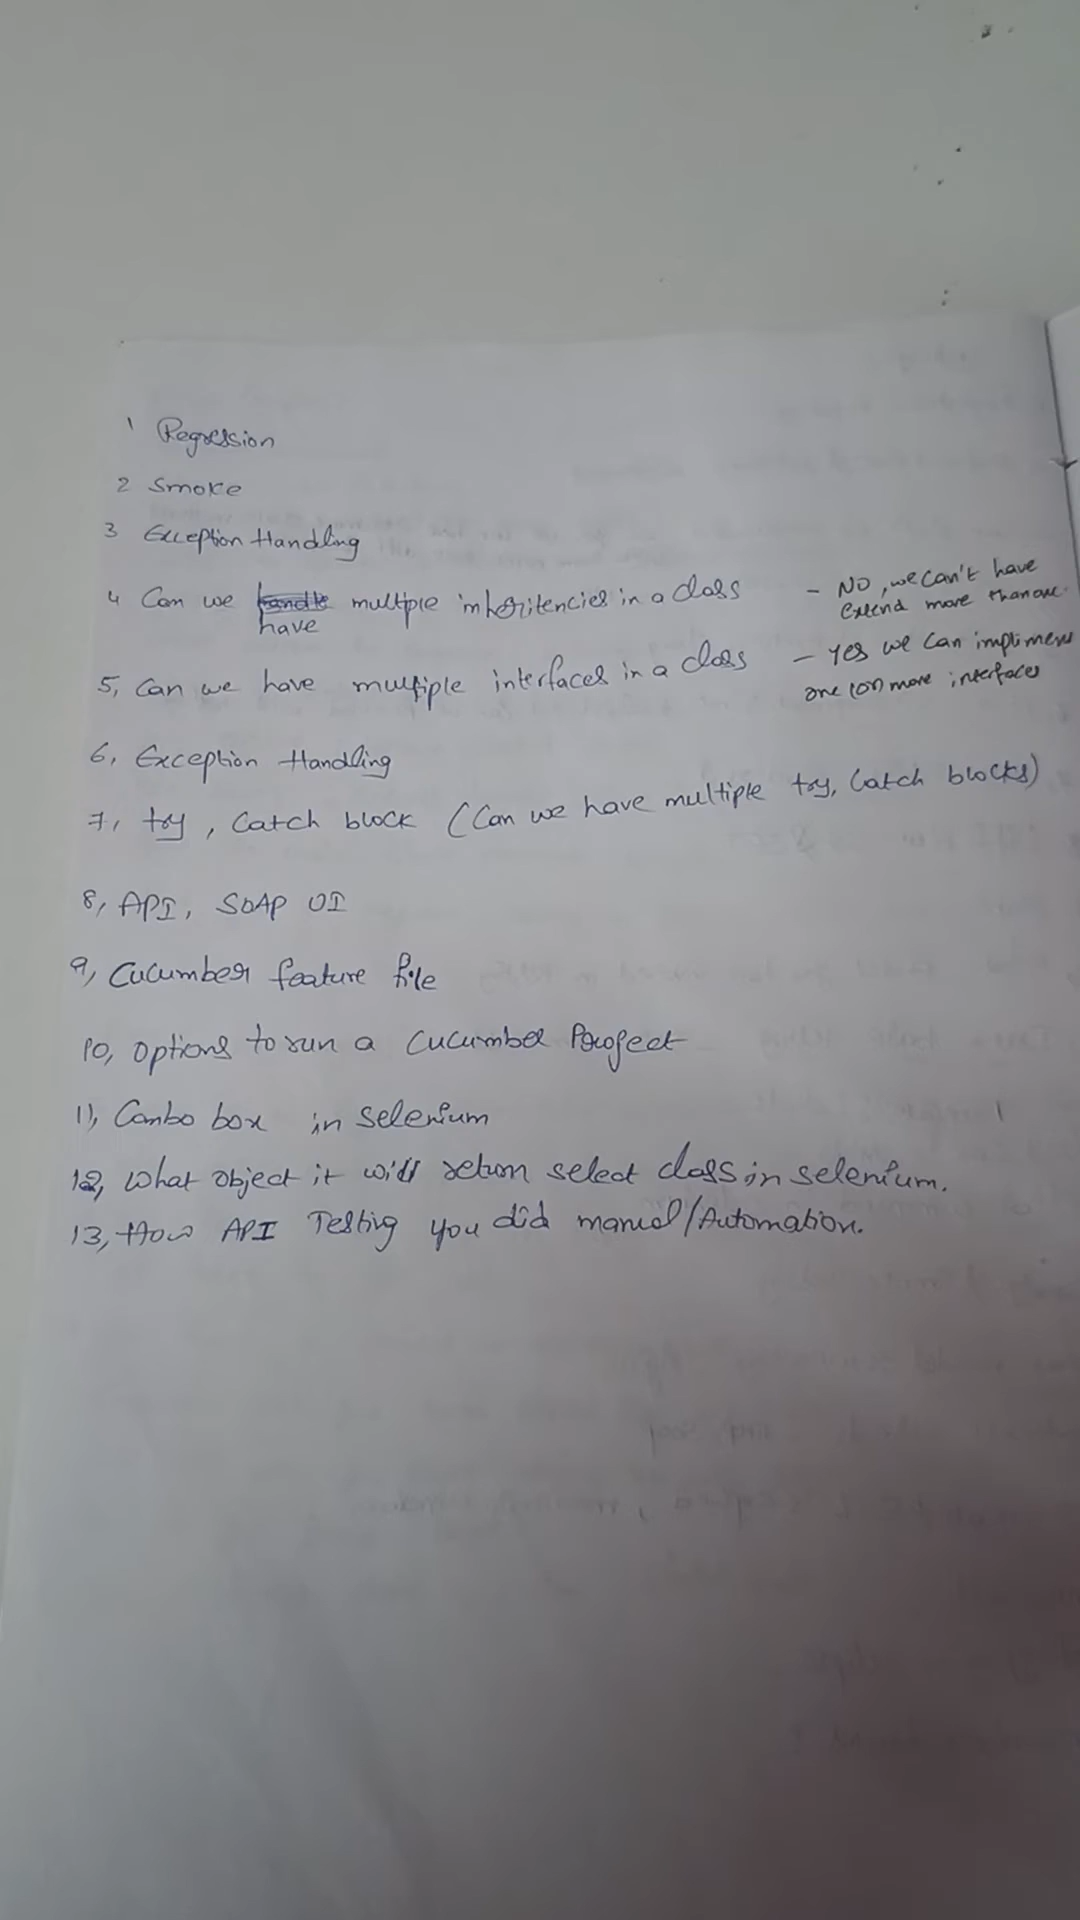 1 Regression
2 Smoke
3 Exception Handling
4 Can we handle multiple inheritencies in a class - NO, we can't have
have extend more than one.
5, Can we have multiple interfaces in a class - yes we can impliment
one (or) more interfaces
6, Exception Handling
7, try, Catch block (Can we have multiple try, Catch blocks)
8, API, SOAP UI
9, Cucumber feature file
10, Options to run a Cucumber Project
11, Combo box in selenium
12, What object it will return select class in selenium.
13, How API Testing you did manual/Automation.